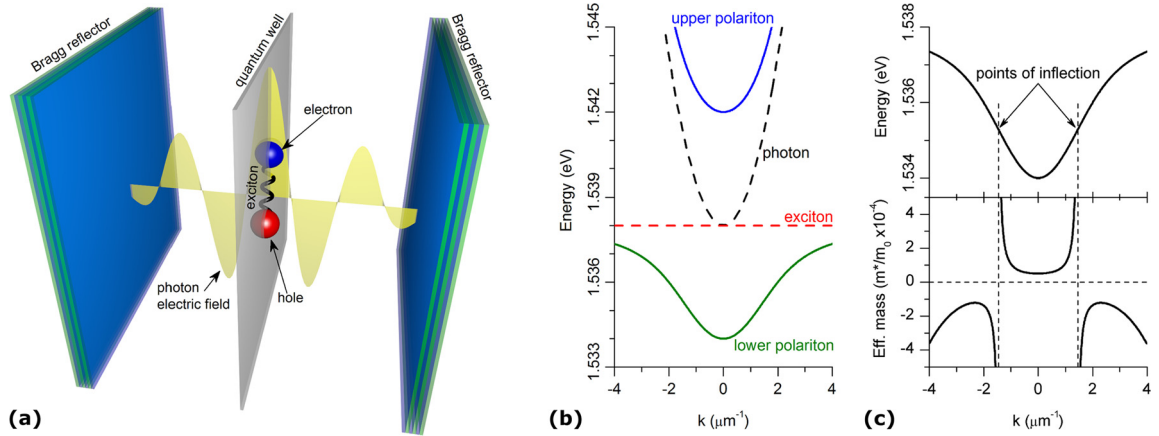 Bragg reflector
quantum well
Bragg reflector
electron
exciton
hole
photon
electric field
(a)
1.545
1.542
1.539
1.536
1.533
Energy (eV)
upper polariton
photon
exciton
lower polariton
-4 -2 0 2 4
k (μm⁻¹)
(b)
1.538
1.536
1.534
Energy (eV)
points of inflection
4
2
0
-2
-4
Eff. mass (m*/m₀ x10⁻⁴)
-4 -2 0 2 4
k (μm⁻¹)
(c)